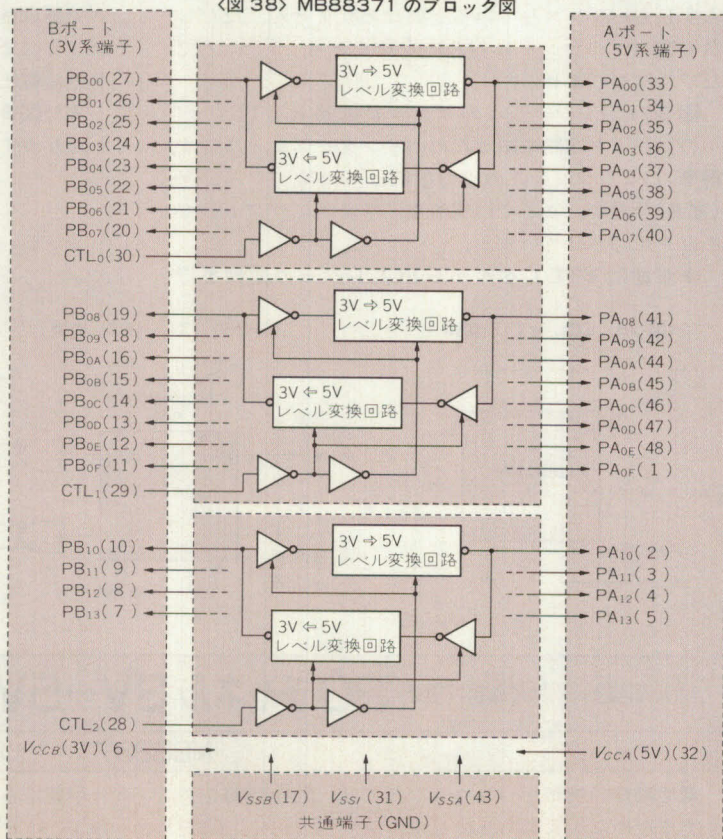 〈図 38〉 MB88371 のブロック図
Bポート
(3V系端子)
Aポート
(5V系端子)
PB00(27)
PB01(26)
PB02(25)
PB03(24)
PB04(23)
PB05(22)
PB06(21)
PB07(20)
CTL0(30)
3V⇒5V
レベル変換回路
3V⇐5V
レベル変換回路
PA00(33)
PA01(34)
PA02(35)
PA03(36)
PA04(37)
PA05(38)
PA06(39)
PA07(40)
PB08(19)
PB09(18)
PB0A(16)
PB0B(15)
PB0C(14)
PB0D(13)
PB0E(12)
PB0F(11)
CTL1(29)
3V⇒5V
レベル変換回路
3V⇐5V
レベル変換回路
PA08(41)
PA09(42)
PA0A(44)
PA0B(45)
PA0C(46)
PA0D(47)
PA0E(48)
PA0F( 1 )
PB10(10)
PB11( 9 )
PB12( 8 )
PB13( 7 )
CTL2(28)
3V⇒5V
レベル変換回路
3V⇐5V
レベル変換回路
PA10( 2 )
PA11( 3 )
PA12( 4 )
PA13( 5 )
VCCB(3V)( 6 )
VCCA(5V)(32)
VSSB(17) VSSI(31) VSSA(43)
共通端子(GND)